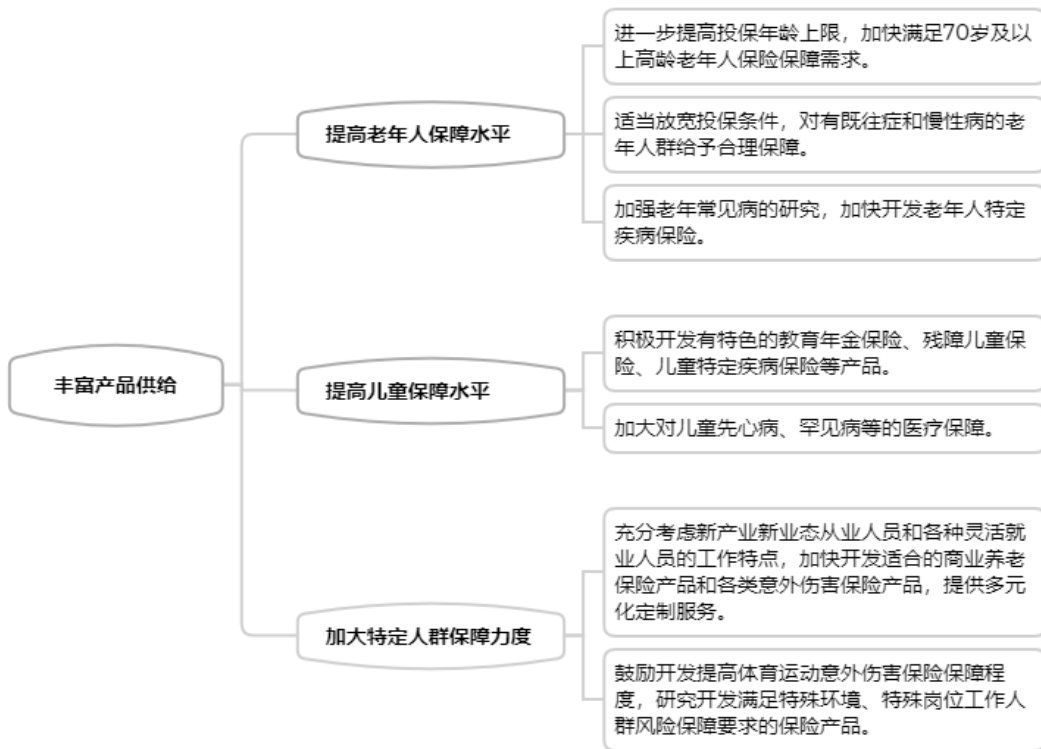 丰富产品供给
提高老年人保障水平
进一步提高投保年龄上限，加快满足70岁及以
上高龄老年人保险保障需求。
适当放宽投保条件，对有既往症和慢性病的老
年人群给予合理保障。
加强老年常见病的研究，加快开发老年人特定
疾病保险。
提高儿童保障水平
积极开发有特色的教育年金保险、残障儿童保
险、儿童特定疾病保险等产品。
加大对儿童先心病、罕见病等的医疗保障。
加大特定人群保障力度
充分考虑新产业新业态从业人员和各种灵活就
业人员的工作特点，加快开发适合的商业养老
保险产品和各类意外伤害保险产品，提供多元
化定制服务。
鼓励开发提高体育运动意外伤害保险保障程
度，研究开发满足特殊环境、特殊岗位工作人
群风险保障要求的保险产品。